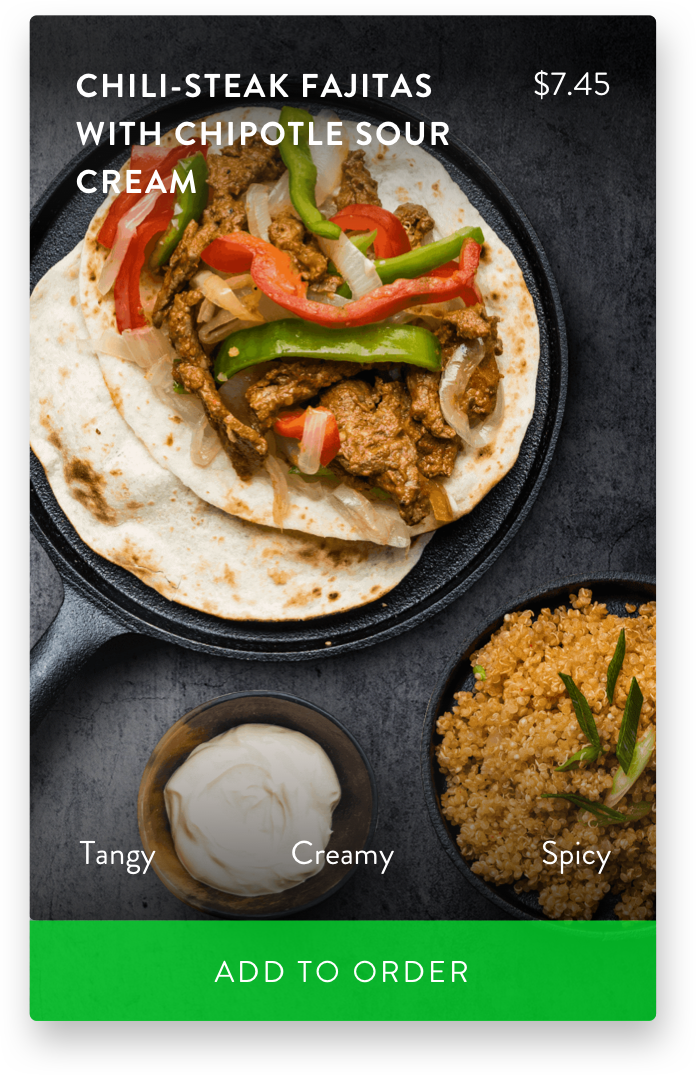 CHILI-STEAK FAJITAS $7.45
WITH CHIPOTLE SOUR
CREAM
Tangy Creamy Spicy
ADD TO ORDER